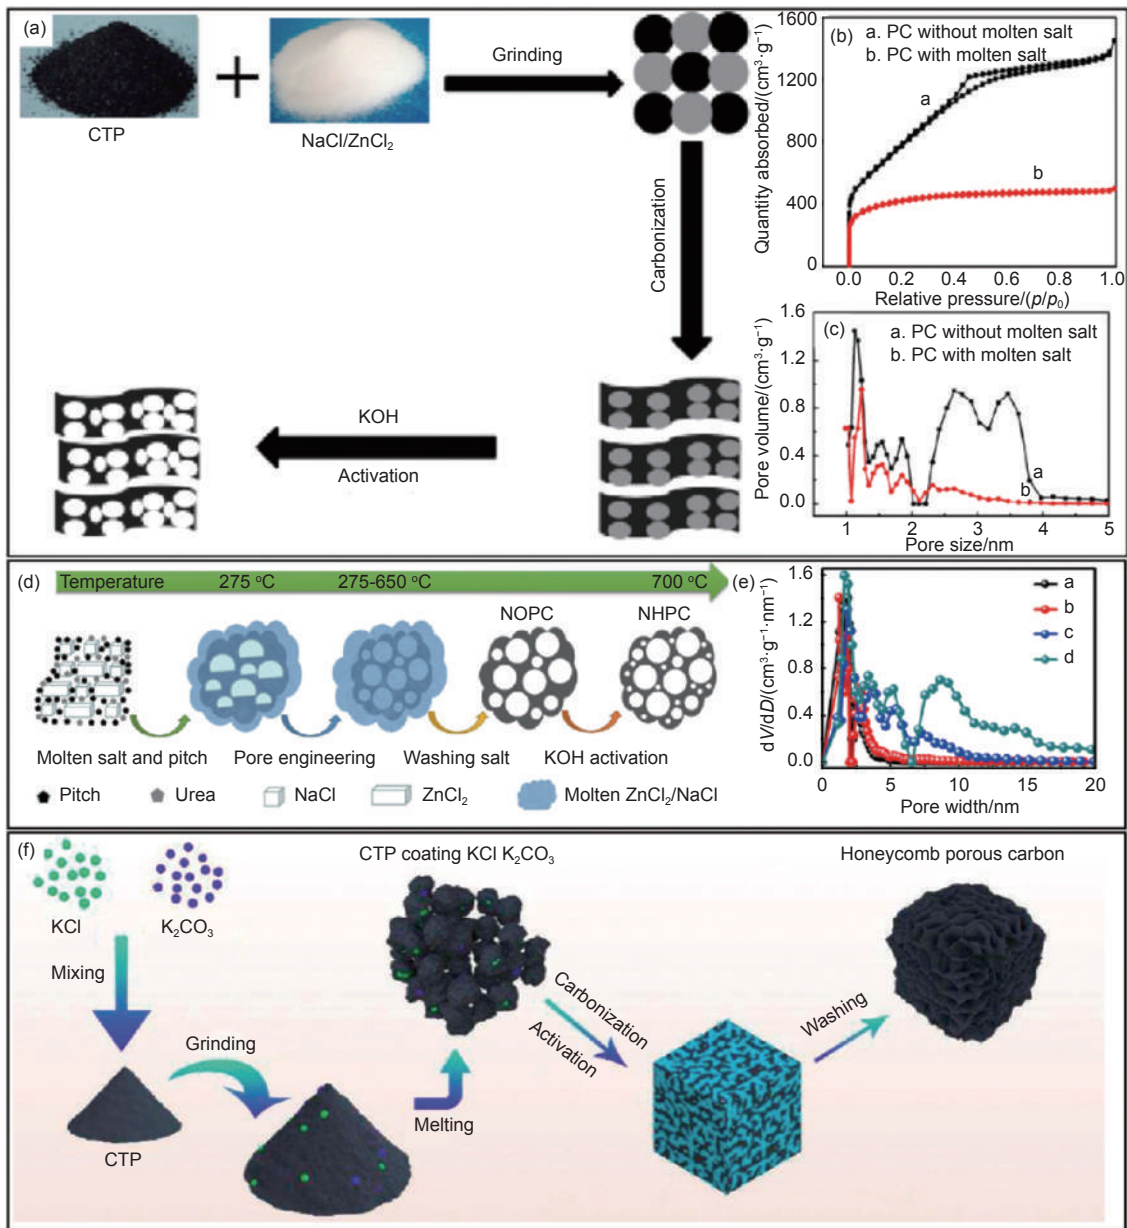 (a)
CTP
NaCl/ZnCl₂
Grinding
Carbonization
KOH
Activation
(b)
a. PC without molten salt
b. PC with molten salt
a
b
Quantity absorbed/(cm³·g⁻¹)
1600
1200
800
400
0
0.0 0.2 0.4 0.6 0.8 1.0
Relative pressure/(p/p₀)
(c)
a. PC without molten salt
b. PC with molten salt
a
b
Pore volume/(cm³·g⁻¹)
1.6
1.2
0.8
0.4
0.0
1 2 3 4 5
Pore size/nm
(d)
Temperature 275 °C 275-650 °C 700 °C
NOPC NHPC
Molten salt and pitch Pore engineering Washing salt KOH activation
Pitch Urea NaCl ZnCl₂ Molten ZnCl₂/NaCl
(e)
a
b
c
d
dV/dD/(cm³·g⁻¹·nm⁻¹)
1.6
1.2
0.8
0.4
0.0
0 5 10 15 20
Pore width/nm
(f)
KCl K₂CO₃
Mixing
CTP
Grinding
Melting
CTP coating KCl K₂CO₃
Carbonization
Activation
Washing
Honeycomb porous carbon